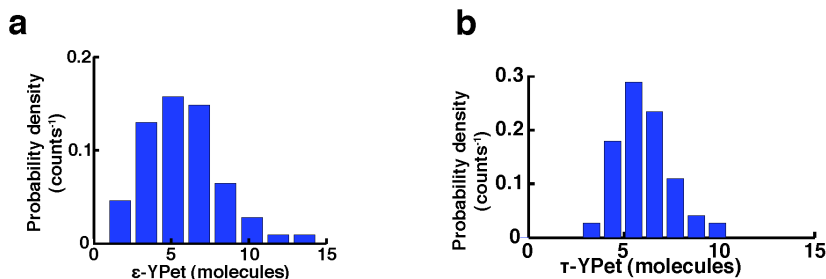 a
0.2
0.1
0
Probability density
(counts⁻¹)
0
5
10
15
ε-YPet (molecules)
b
0.3
0.2
0.1
0
Probability density
(counts⁻¹)
0
5
10
15
τ-YPet (molecules)